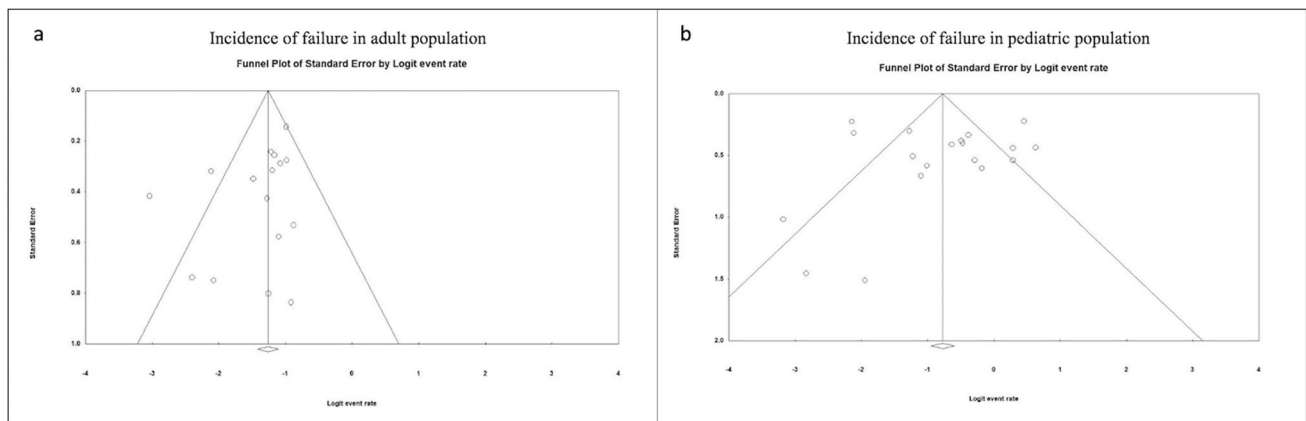 a
Incidence of failure in adult population
Funnel Plot of Standard Error by Logit event rate
0.0
0.2
0.4
0.6
0.8
1.0
Standard Error
-4
-3
-2
-1
0
1
2
3
4
Logit event rate
b
Incidence of failure in pediatric population
Funnel Plot of Standard Error by Logit event rate
0.0
0.5
1.0
1.5
2.0
Standard Error
-4
-3
-2
-1
0
1
2
3
4
Logit event rate